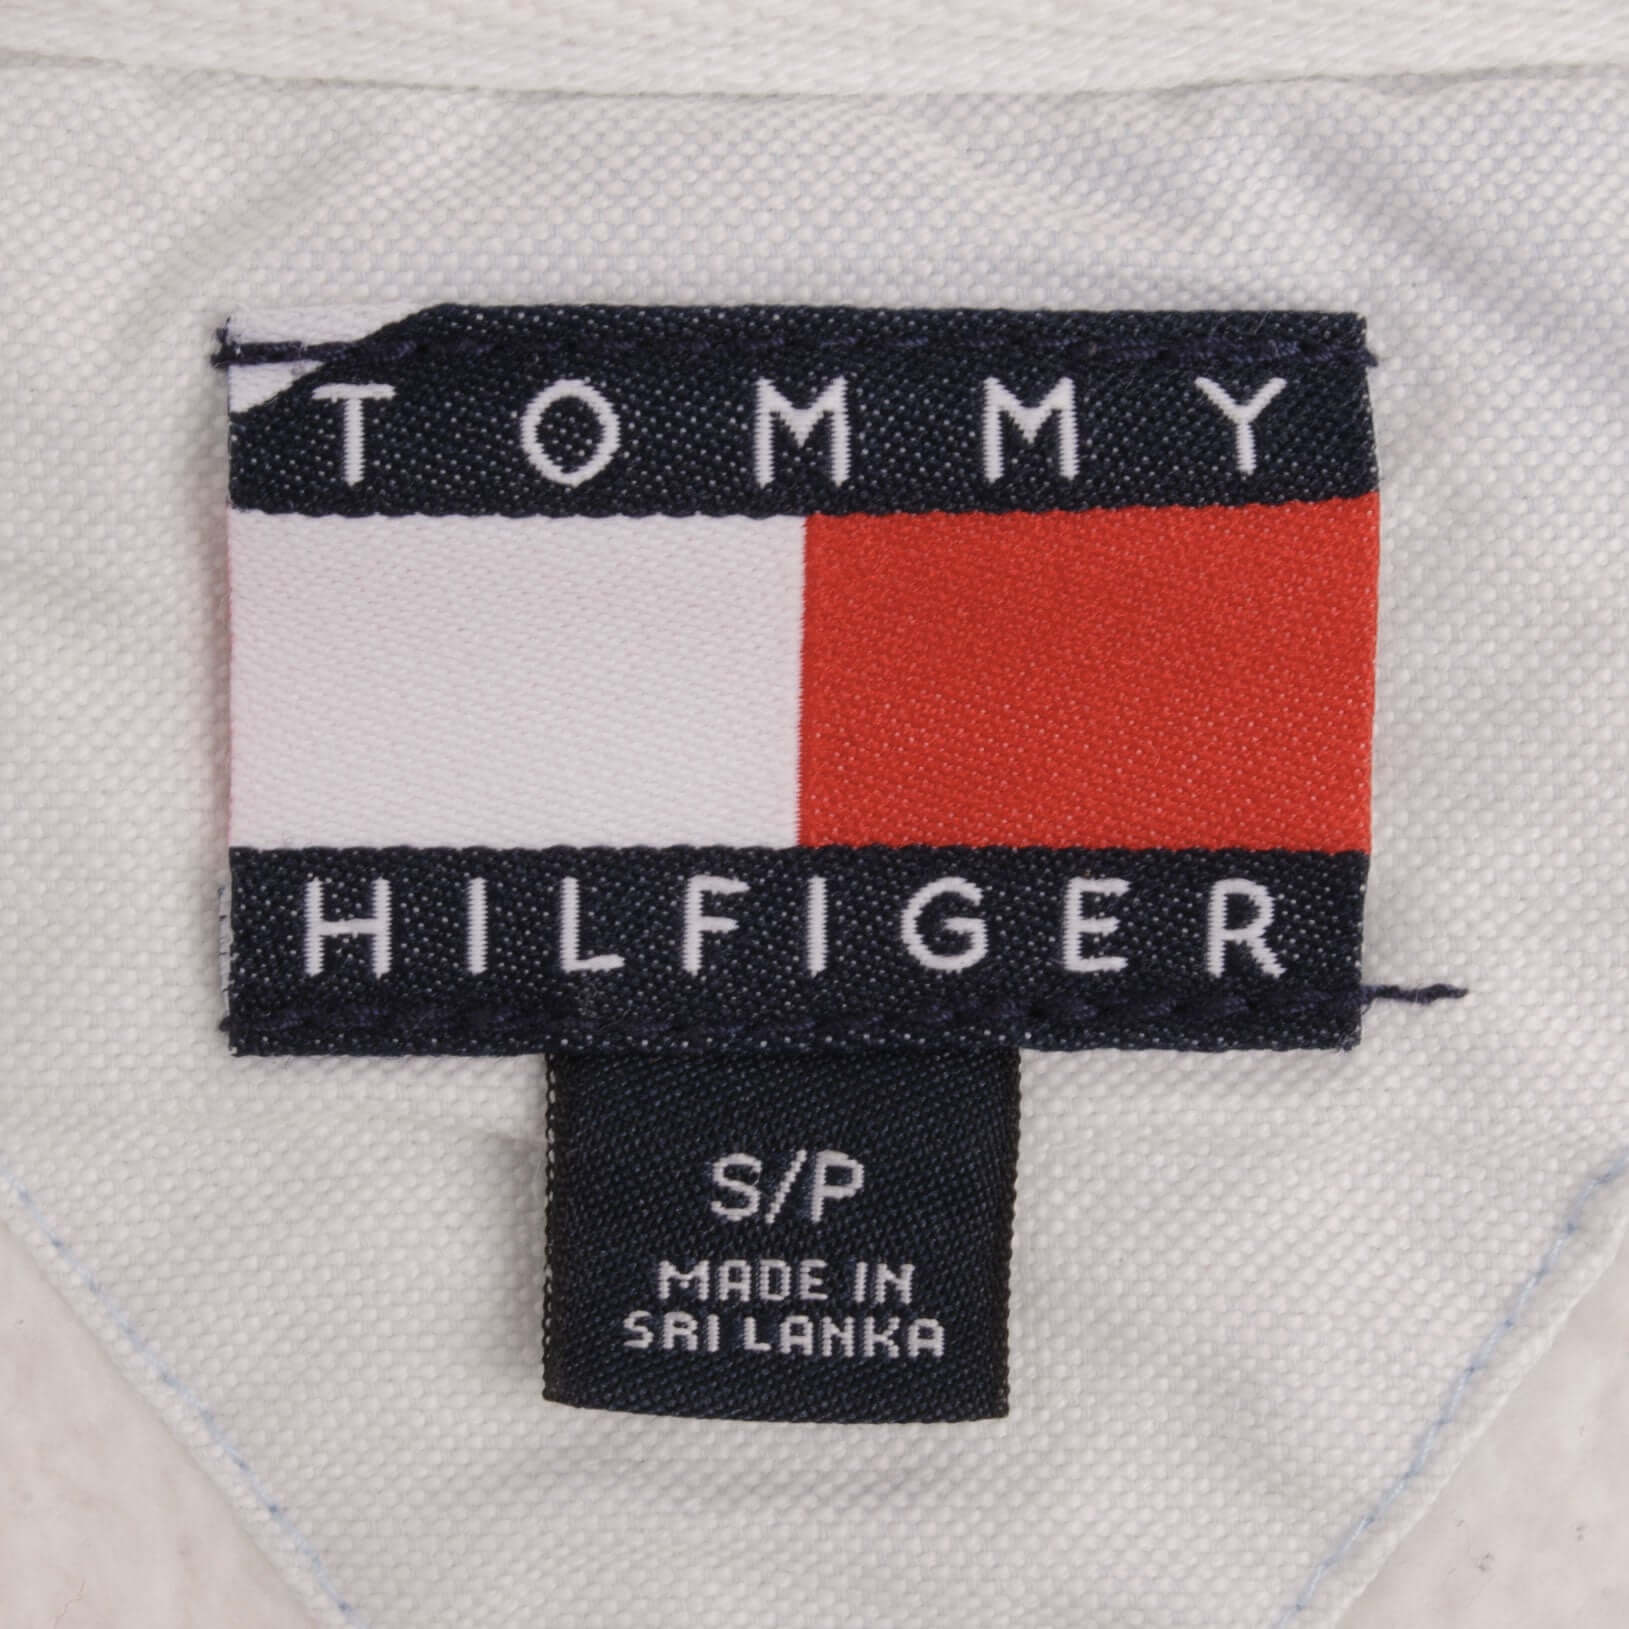 TOMMY
HILFIGER
S/P
MADE IN
SRI LANKA